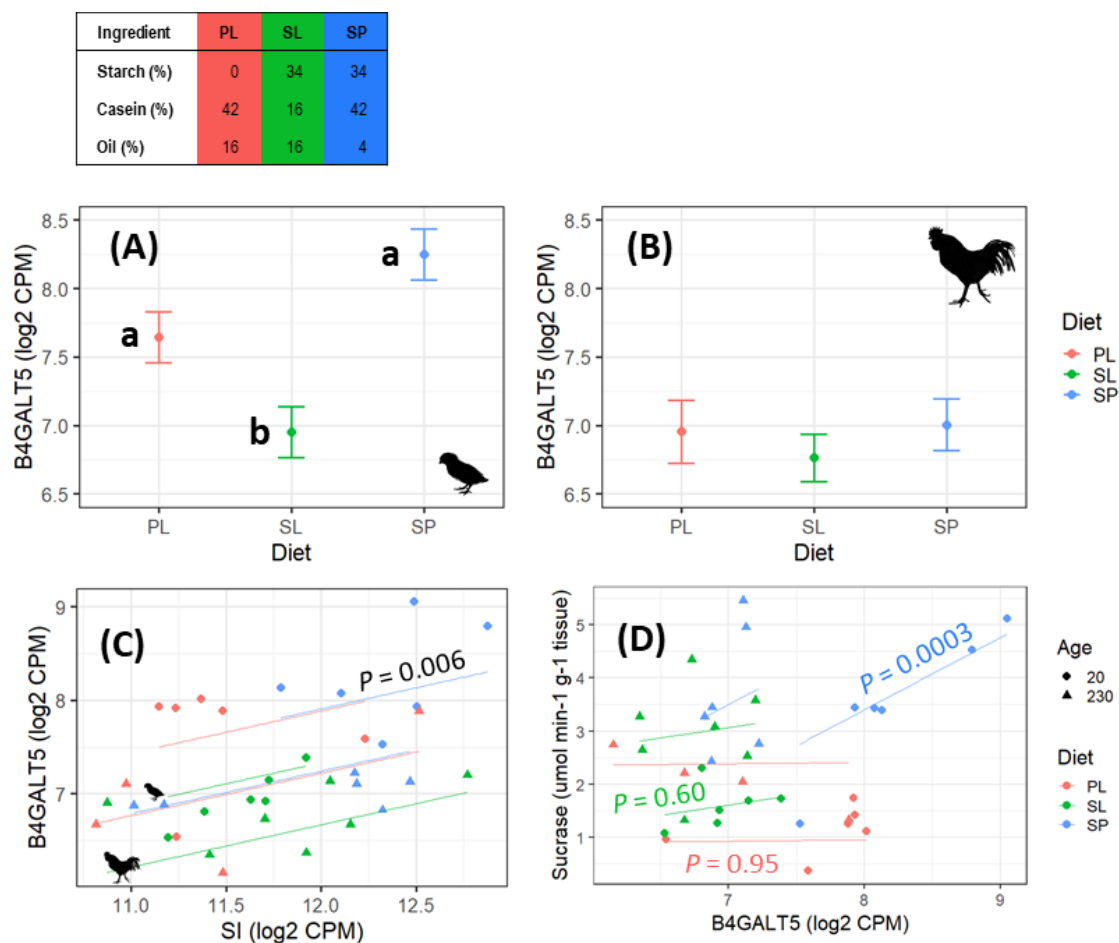 Ingredient PL SL SP
Starch (%) 0 34 34
Casein (%) 42 16 42
Oil (%) 16 16 4
(A)
a
b
a
8.5
8.0
7.5
7.0
6.5
B4GALT5 (log2 CPM)
PL SL SP
Diet
(B)
8.5
8.0
7.5
7.0
6.5
B4GALT5 (log2 CPM)
PL SL SP
Diet
Diet
PL
SL
SP
(C)
P = 0.006
9
8
7
B4GALT5 (log2 CPM)
11.0 11.5 12.0 12.5
SI (log2 CPM)
(D)
P = 0.0003
P = 0.60
P = 0.95
5
4
3
2
1
Sucrase (umol min-1 g-1 tissue)
7 8 9
B4GALT5 (log2 CPM)
Age
20
230
Diet
PL
SL
SP